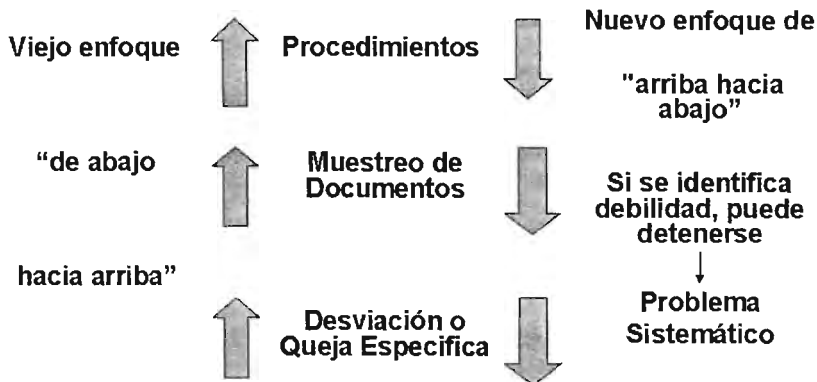 Viejo enfoque
“de abajo
hacia arriba”
Procedimientos
Muestreo de
Documentos
Desviación o
Queja Especifica
Nuevo enfoque de
"arriba hacia
abajo”
Si se identifica
debilidad, puede
detenerse
Problema
Sistemático